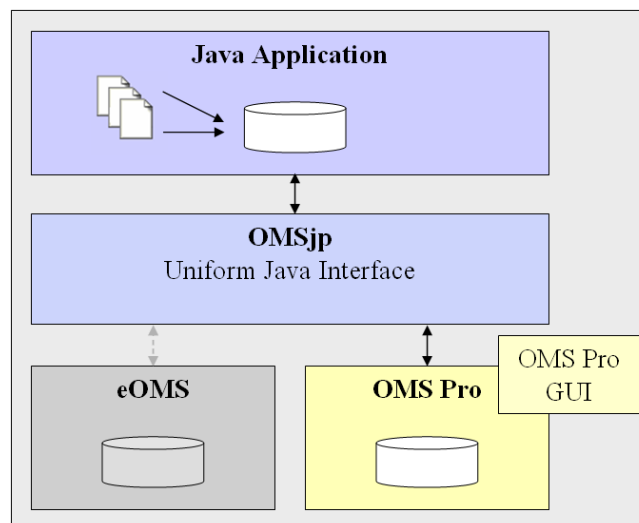 Java Application
OMSjp
Uniform Java Interface
eOMS
OMS Pro
OMS Pro
GUI